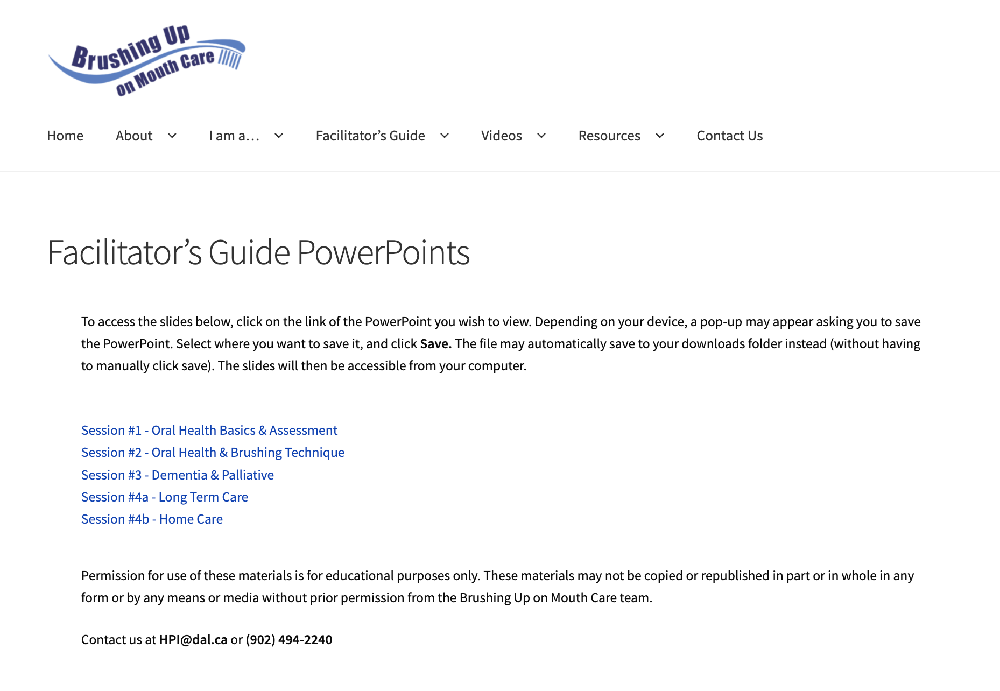 Brushing Up
on Mouth Care
Home About I am a… Facilitator’s Guide Videos Resources Contact Us
Facilitator’s Guide PowerPoints
To access the slides below, click on the link of the PowerPoint you wish to view. Depending on your device, a pop-up may appear asking you to save
the PowerPoint. Select where you want to save it, and click Save. The file may automatically save to your downloads folder instead (without having
to manually click save). The slides will then be accessible from your computer.
Session #1 - Oral Health Basics & Assessment
Session #2 - Oral Health & Brushing Technique
Session #3 - Dementia & Palliative
Session #4a - Long Term Care
Session #4b - Home Care
Permission for use of these materials is for educational purposes only. These materials may not be copied or republished in part or in whole in any
form or by any means or media without prior permission from the Brushing Up on Mouth Care team.
Contact us at HPI@dal.ca or (902) 494-2240